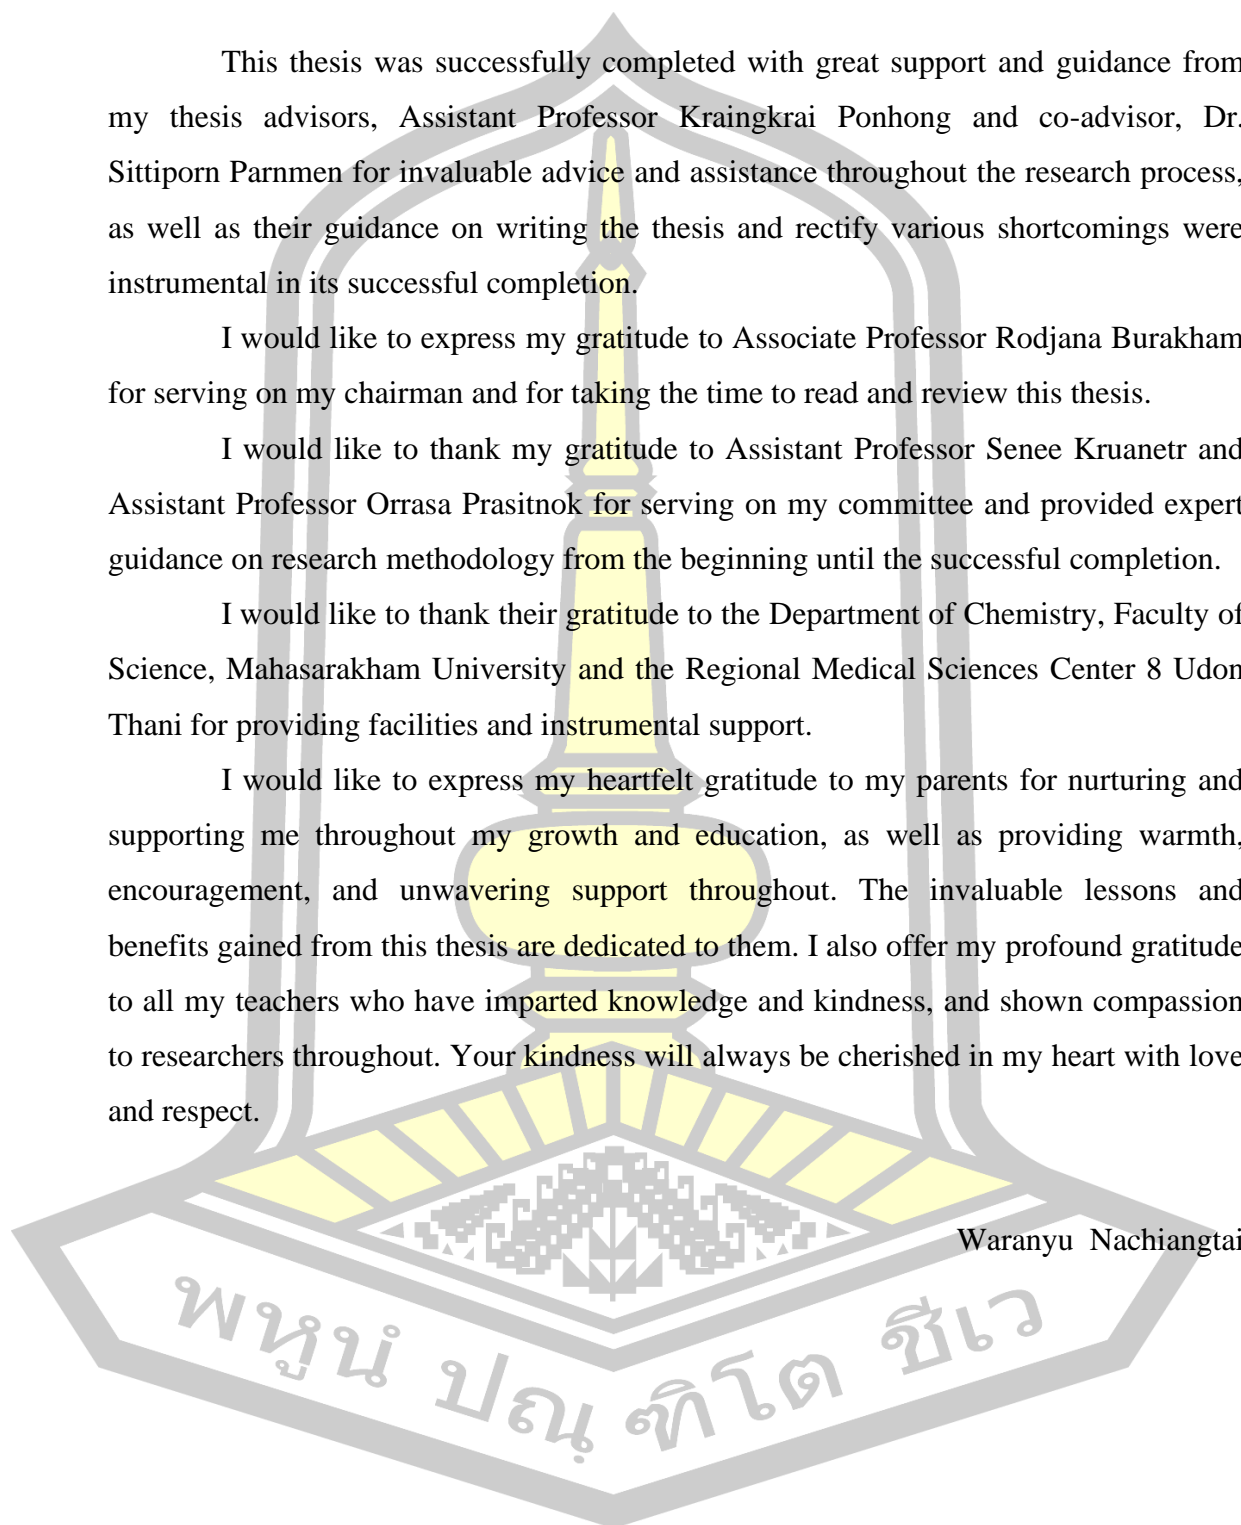 This thesis was successfully completed with great support and guidance from
my thesis advisors, Assistant Professor Kraingkrai Ponhong and co-advisor, Dr.
Sittiporn Parnmen for invaluable advice and assistance throughout the research process,
as well as their guidance on writing the thesis and rectify various shortcomings were
instrumental in its successful completion.
I would like to express my gratitude to Associate Professor Rodjana Burakham
for serving on my chairman and for taking the time to read and review this thesis.
I would like to thank my gratitude to Assistant Professor Senee Kruanetr and
Assistant Professor Orrasa Prasitnok for serving on my committee and provided expert
guidance on research methodology from the beginning until the successful completion.
I would like to thank their gratitude to the Department of Chemistry, Faculty of
Science, Mahasarakham University and the Regional Medical Sciences Center 8 Udon
Thani for providing facilities and instrumental support.
I would like to express my heartfelt gratitude to my parents for nurturing and
supporting me throughout my growth and education, as well as providing warmth,
encouragement, and unwavering support throughout. The invaluable lessons and
benefits gained from this thesis are dedicated to them. I also offer my profound gratitude
to all my teachers who have imparted knowledge and kindness, and shown compassion
to researchers throughout. Your kindness will always be cherished in my heart with love
and respect.
Waranyu Nachiangtai
พหูนํ ปณฺฑิโต ชีเว